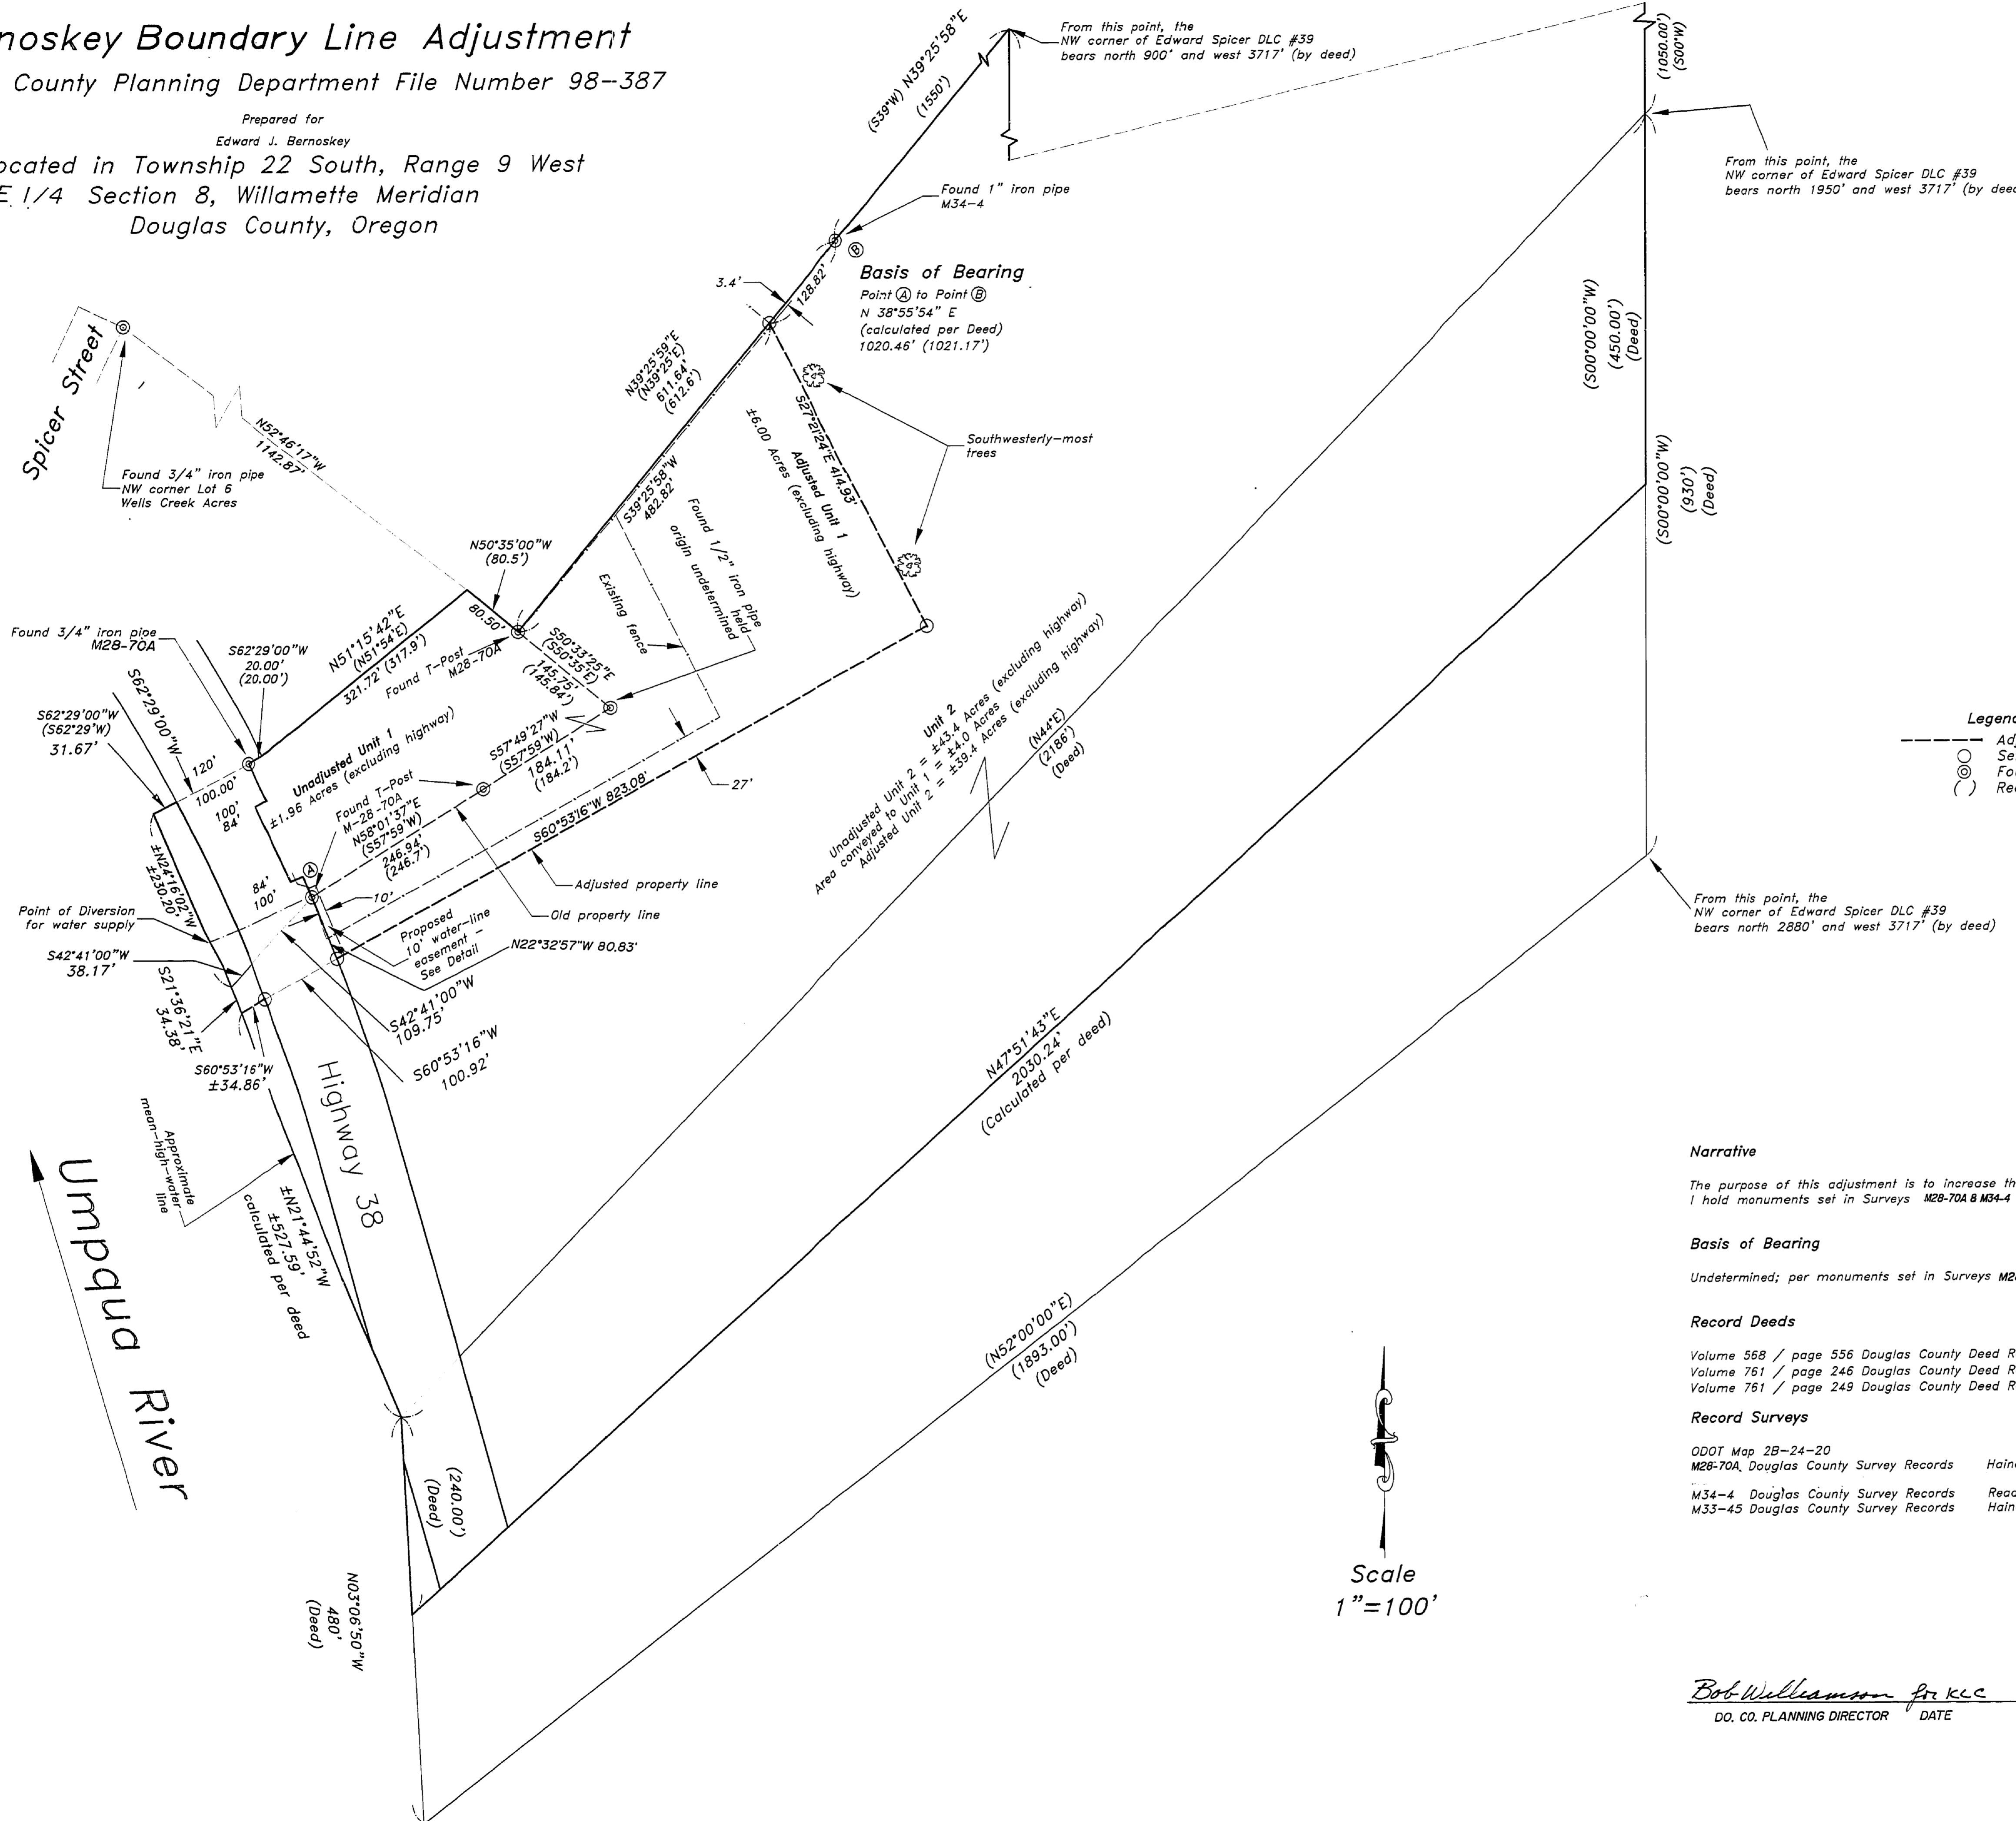 noskey Boundary Line Adjustment
County Planning Department File Number 98-387
Prepared for
Edward J. Bernoskey
ocated in Township 22 South, Range 9 West
E 1/4 Section 8, Willamette Meridian
Douglas County, Oregon
(S39°W) N39°25'58"E
(1550')
From this point, the
NW corner of Edward Spicer DLC #39
bears north 900' and west 3717' (by deed)
(1050.00')
(S00°W)
From this point, the
NW corner of Edward Spicer DLC #39
bears north 1950' and west 3717' (by deed
Found 1" iron pipe
M34-4
B
Basis of Bearing
Point A to Point B
N 38°55'54" E
(calculated per Deed)
1020.46' (1021.17')
3.4'
128.82'
Spicer Street
Found 3/4" iron pipe
NW corner Lot 6
Wells Creek Acres
N52°46'17"W
1142.87'
N39°25'59"E
(N39°25'E)
611.64'
(612.6')
S39°25'58"W
482.82'
S27°21'24"E 414.93'
Adjusted Unit 1
±6.00 Acres (excluding highway)
Southwesterly-most
trees
(S00°00'00"W)
(450.00')
(Deed)
(S00°00'00"W)
(930')
(Deed)
N50°35'00"W
(80.5')
80.50'
Found 1/2" iron pipe
origin undetermined
held
Existing fence
Found 3/4" iron pipe
M28-70A
S62°29'00"W
20.00'
(20.00')
N51°15'42"E
(N51°54'E)
321.72' (317.9')
Found T-Post
M28-70A
S50°33'25"E
(S50°35'E)
145.75'
(145.84')
S62°29'00"W
(S62°29'W)
31.67'
S62°29'00"W
120'
100.00'
100'
84'
Unadjusted Unit 1
±1.96 Acres (excluding highway)
S57°49'27"W
(S57°59'W)
184.11'
(184.2')
Found T-Post
M-28-70A
N58°01'37"E
(S57°59'W)
246.94'
(246.7')
S60°53'16"W 823.08'
27'
Unit 2
Unadjusted Unit 2 = ±43.4 Acres (excluding highway)
Area conveyed to Unit 1 = ±4.0 Acres
Adjusted Unit 2 = ±39.4 Acres (excluding highway)
(N44°E)
(2186')
(Deed)
Legen
Ad
Se
Fo
( ) Re
±N24°16'02"W
±230.20'
84'
100'
A
10'
Adjusted property line
Old property line
Point of Diversion
for water supply
Proposed
10' water-line
easement -
See Detail
N22°32'57"W 80.83'
S42°41'00"W
38.17'
S21°36'21"E
34.38'
S42°41'00"W
109.75'
S60°53'16"W
100.92'
S60°53'16"W
±34.86'
From this point, the
NW corner of Edward Spicer DLC #39
bears north 2880' and west 3717' (by deed)
N47°51'43"E
2030.24'
(Calculated per deed)
Highway 38
Approximate
mean-high-water
line
Umpqua River
±N21°44'52"W
±527.59'
calculated per deed
(N52°00'00"E)
(1893.00')
(Deed)
(240.00')
(Deed)
N03°06'50"W
480'
(Deed)
Scale
1"=100'
Narrative
The purpose of this adjustment is to increase th
I hold monuments set in Surveys M28-70A & M34-4
Basis of Bearing
Undetermined; per monuments set in Surveys M2
Record Deeds
Volume 568 / page 556 Douglas County Deed R
Volume 761 / page 246 Douglas County Deed R
Volume 761 / page 249 Douglas County Deed R
Record Surveys
ODOT Map 2B-24-20
M28-70A Douglas County Survey Records Hain
M34-4 Douglas County Survey Records Read
M33-45 Douglas County Survey Records Hain
Bob Williamson for KLC
DO. CO. PLANNING DIRECTOR DATE